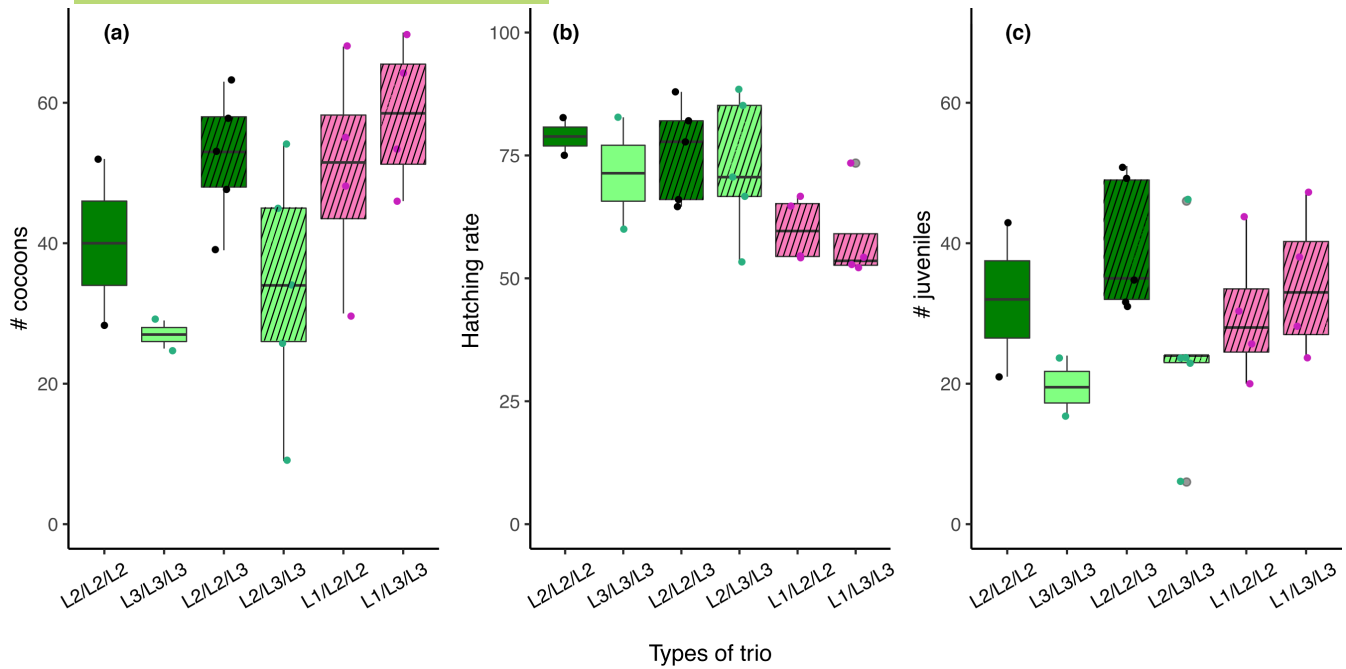 (a)
(b)
(c)
# cocoons
60
40
20
0
L2/L2/L2
L3/L3/L3
L2/L2/L3
L2/L3/L3
L1/L2/L2
L1/L3/L3
Hatching rate
100
75
50
25
0
L2/L2/L2
L3/L3/L3
L2/L2/L3
L2/L3/L3
L1/L2/L2
L1/L3/L3
# juveniles
60
40
20
0
L2/L2/L2
L3/L3/L3
L2/L2/L3
L2/L3/L3
L1/L2/L2
L1/L3/L3
Types of trio